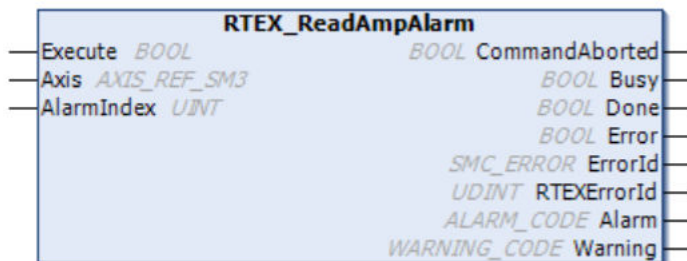 RTEX_ReadAmpAlarm
Execute BOOL BOOL CommandAborted
Axis AXIS_REF_SM3 BOOL Busy
AlarmIndex UINT BOOL Done
BOOL Error
SMC_ERROR ErrorId
UDINT RTEXErrorId
ALARM_CODE Alarm
WARNING_CODE Warning